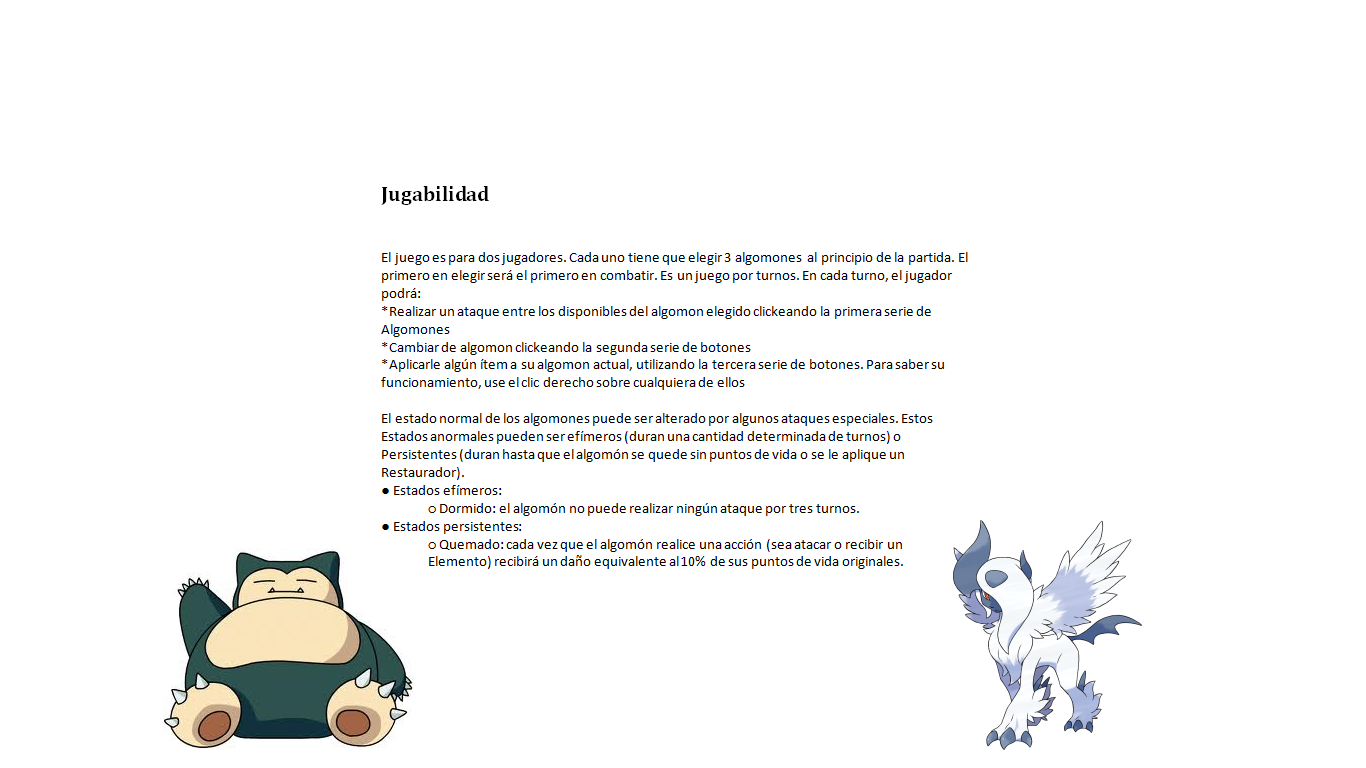 Jugabilidad
El juego es para dos jugadores. Cada uno tiene que elegir 3 algomones al principio de la partida. El
primero en elegir será el primero en combatir. Es un juego por turnos. En cada turno, el jugador
podrá:
*Realizar un ataque entre los disponibles del algomon elegido clickeando la primera serie de
Algomones
*Cambiar de algomon clickeando la segunda serie de botones
*Aplicarle algún ítem a su algomon actual, utilizando la tercera serie de botones. Para saber su
funcionamiento, use el clic derecho sobre cualquiera de ellos
El estado normal de los algomones puede ser alterado por algunos ataques especiales. Estos
Estados anormales pueden ser efímeros (duran una cantidad determinada de turnos) o
Persistentes (duran hasta que el algomón se quede sin puntos de vida o se le aplique un
Restaurador).
● Estados efímeros:
○ Dormido: el algomón no puede realizar ningún ataque por tres turnos.
● Estados persistentes:
○ Quemado: cada vez que el algomón realice una acción (sea atacar o recibir un
Elemento) recibirá un daño equivalente al 10% de sus puntos de vida originales.